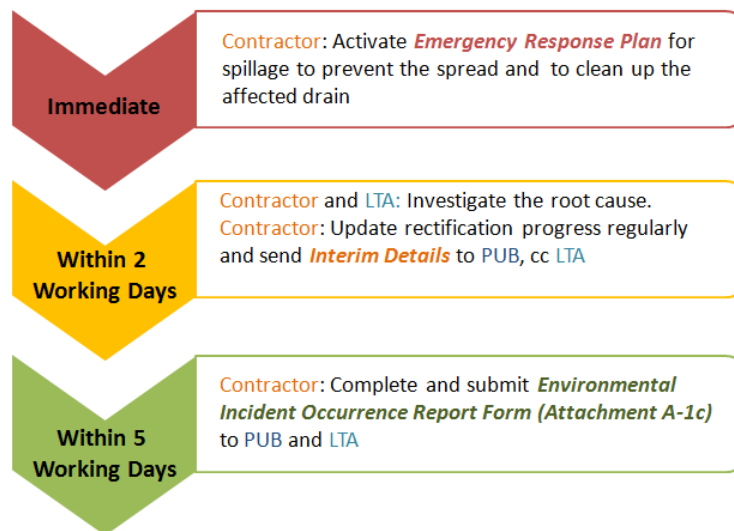 Immediate
Contractor: Activate Emergency Response Plan for
spillage to prevent the spread and to clean up the
affected drain
Within 2
Working Days
Contractor and LTA: Investigate the root cause.
Contractor: Update rectification progress regularly
and send Interim Details to PUB, cc LTA
Within 5
Working Days
Contractor: Complete and submit Environmental
Incident Occurrence Report Form (Attachment A-1c)
to PUB and LTA